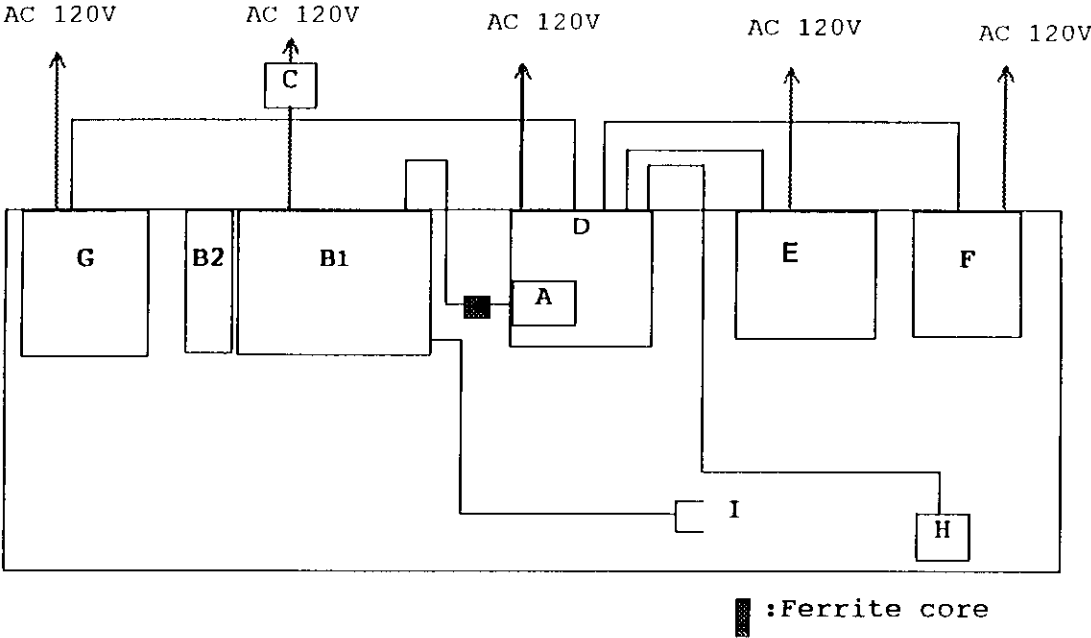 AC 120V
AC 120V
AC 120V
AC 120V
AC 120V
C
D
G
B2
B1
E
F
A
I
H
:Ferrite core